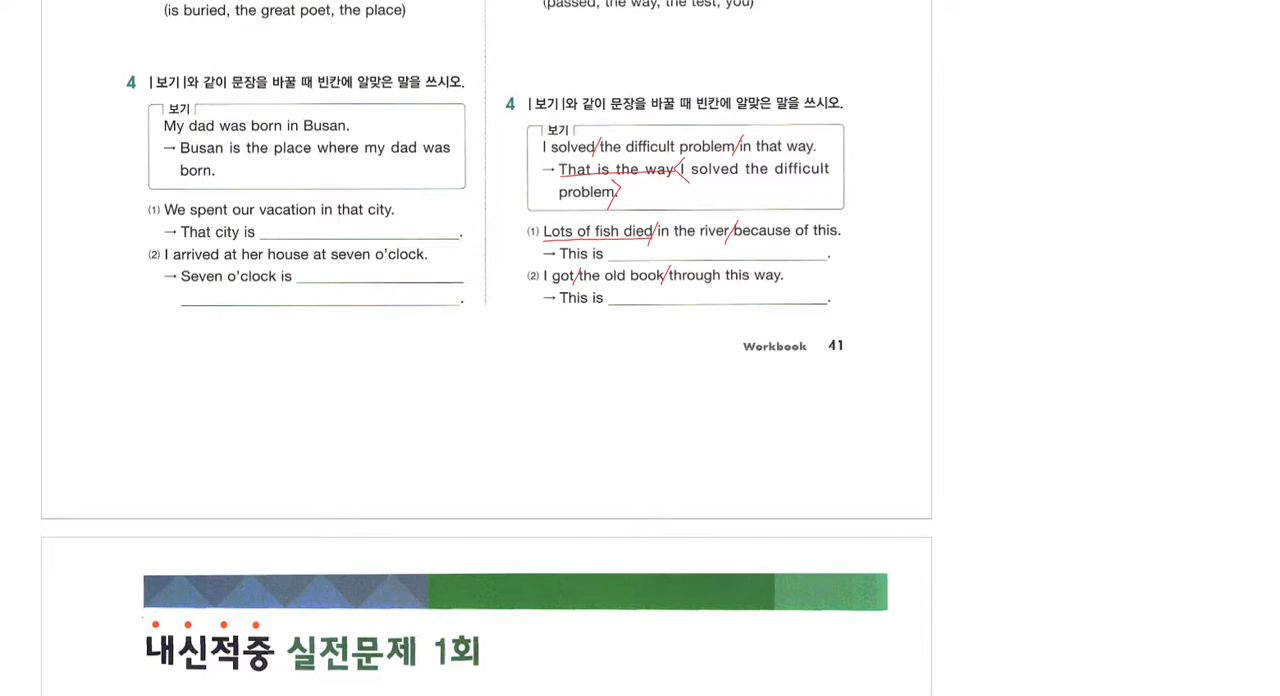 (is buried, the great poet, the place)
4 |보기|와 같이 문장을 바꿀 때 빈칸에 알맞은 말을 쓰시오.
보기
My dad was born in Busan.
→ Busan is the place where my dad was
born.
(1) We spent our vacation in that city.
→ That city is ______.
(2) I arrived at her house at seven o'clock.
→ Seven o'clock is ______
______.
(passed, the way, the test, you)
4 |보기|와 같이 문장을 바꿀 때 빈칸에 알맞은 말을 쓰시오.
보기
I solved the difficult problem in that way.
→ That is the way I solved the difficult
problem.
(1) Lots of fish died in the river because of this.
→ This is ______.
(2) I got the old book through this way.
→ This is ______.
Workbook 41
내신적중 실전문제 1회